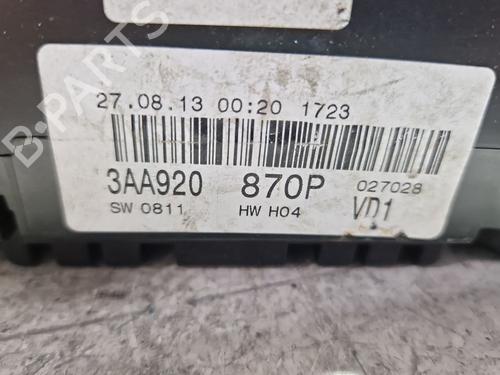 27.08.13 00:20 1723
3AA920 870P 027028
SW 0811 HW H04 VD1
B-PARTS